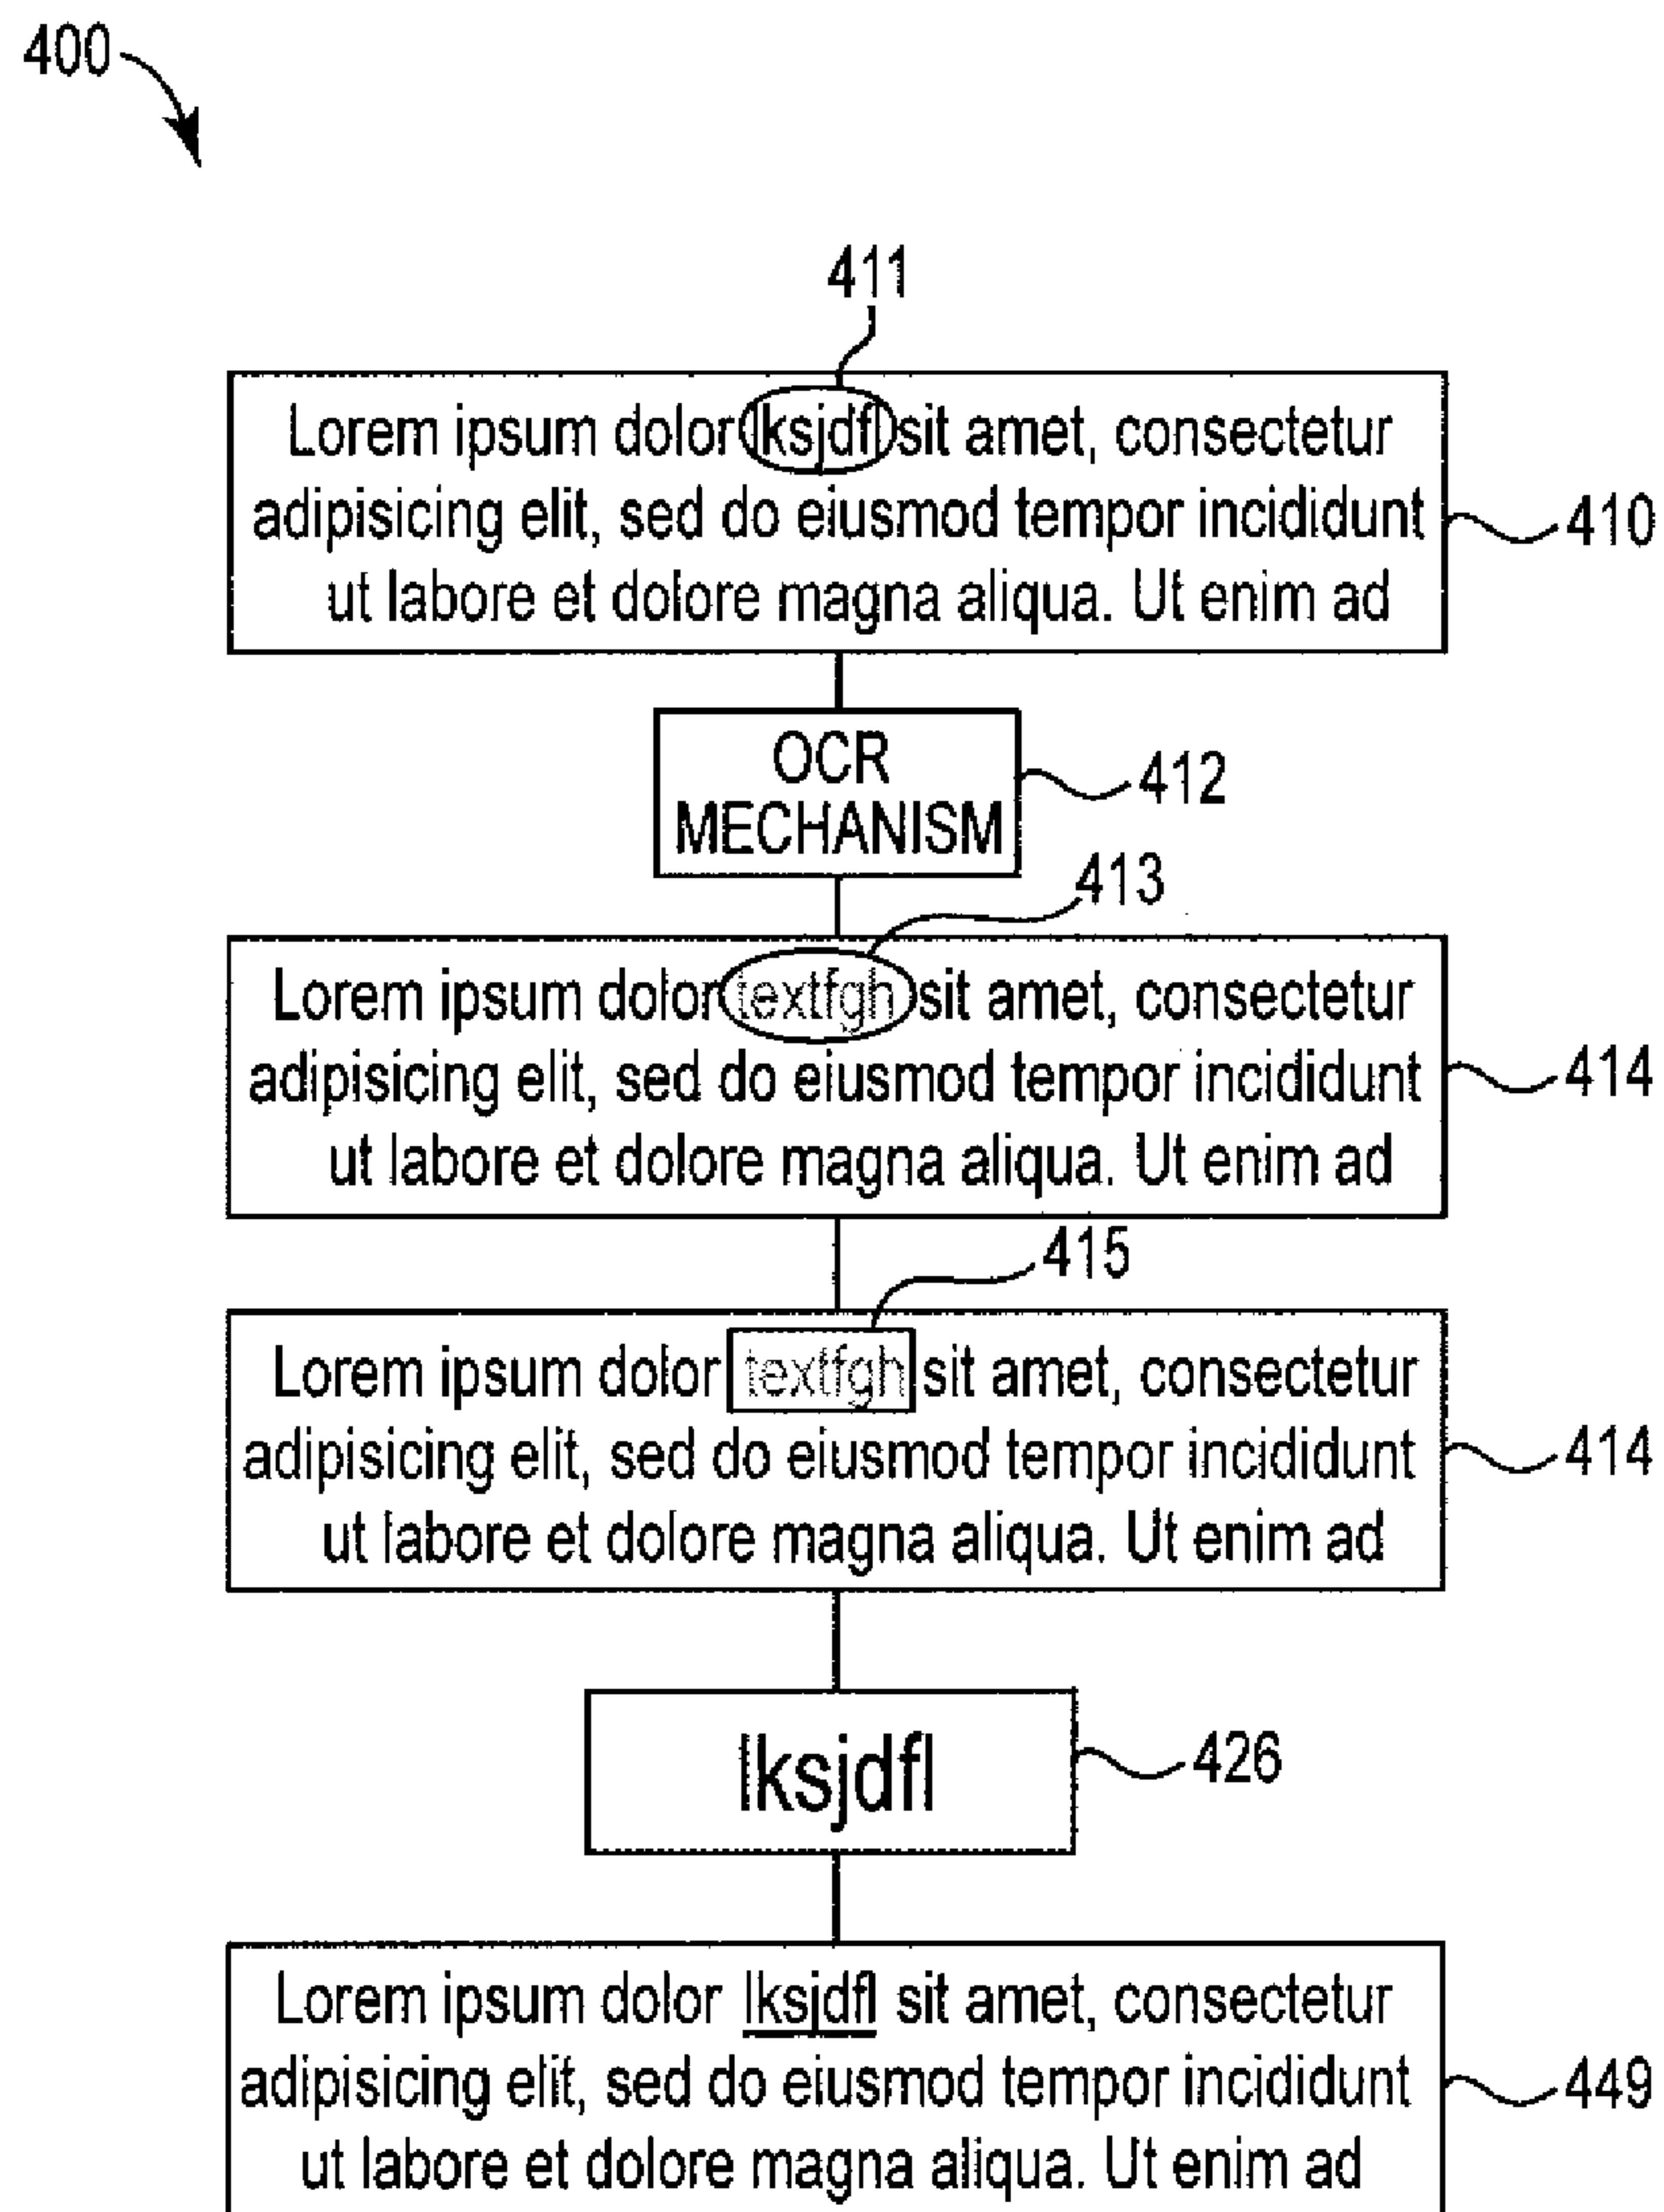 400
411
Lorem ipsum dolor lksjdfl sit amet, consectetur
adipisicing elit, sed do eiusmod tempor incididunt
410
ut labore et dolore magna aliqua. Ut enim ad
OCR
MECHANISM
412
413
Lorem ipsum dolor textfgh sit amet, consectetur
adipisicing elit, sed do eiusmod tempor incididunt
414
ut labore et dolore magna aliqua. Ut enim ad
415
Lorem ipsum dolor textfgh sit amet, consectetur
adipisicing elit, sed do eiusmod tempor incididunt
414
ut labore et dolore magna aliqua. Ut enim ad
lksjdfl
426
Lorem ipsum dolor lksjdfl sit amet, consectetur
adipisicing elit, sed do eiusmod tempor incididunt
449
ut labore et dolore magna aliqua. Ut enim ad